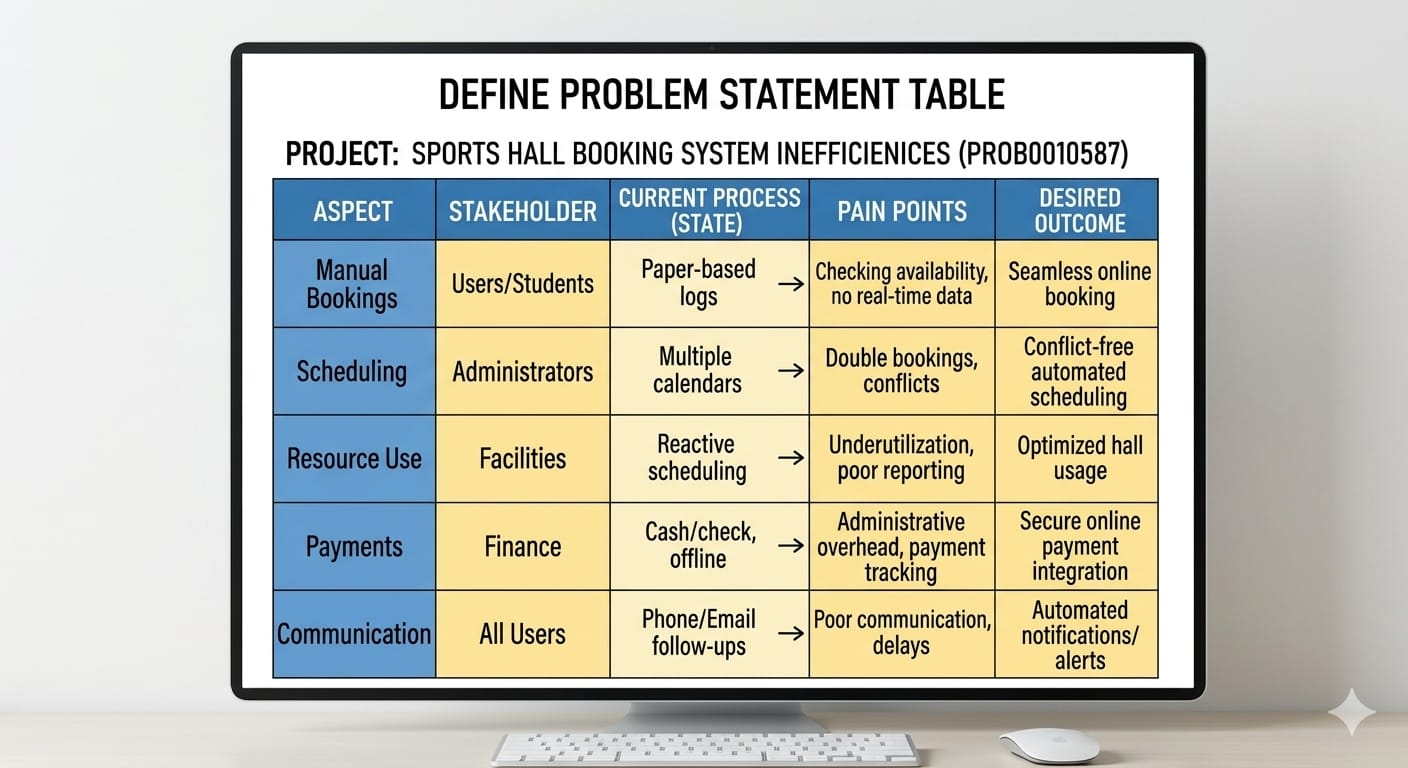 DEFINE PROBLEM STATEMENT TABLE
PROJECT: SPORTS HALL BOOKING SYSTEM INEFFICIENICES (PROB0010587)
ASPECT
STAKEHOLDER
CURRENT PROCESS
(STATE)
PAIN POINTS
DESIRED
OUTCOME
Manual
Bookings
Users/Students
Paper-based
logs
→
Checking availability,
no real-time data
Seamless online
booking
Scheduling
Administrators
Multiple
calendars
→
Double bookings,
conflicts
Conflict-free
automated
scheduling
Resource Use
Facilities
Reactive
scheduling
→
Underutilization,
poor reporting
Optimized hall
usage
Payments
Finance
Cash/check,
offline
→
Administrative
overhead, payment
tracking
Secure online
payment
integration
Communication
All Users
Phone/Email
follow-ups
→
Poor communication,
delays
Automated
notifications/
alerts